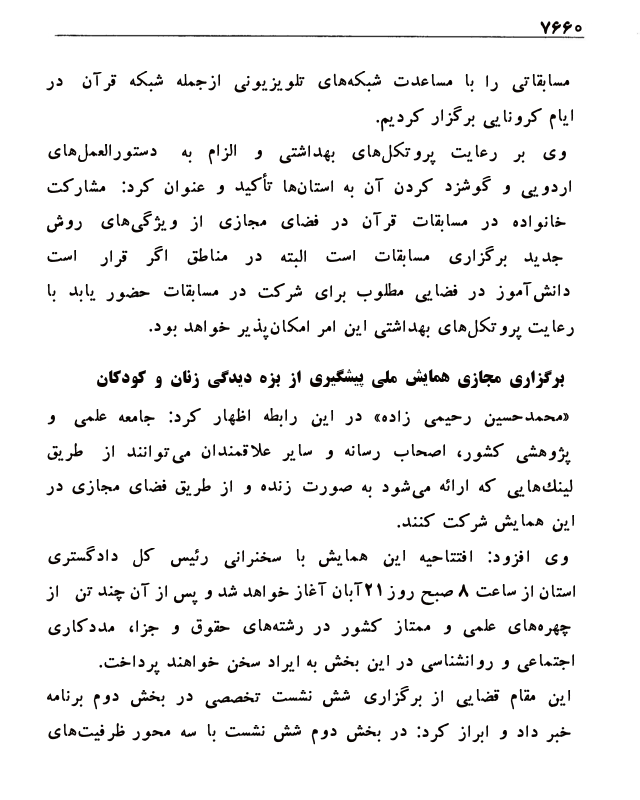 ۷۶۶۰
مسابقاتی را با مساعدت شبکه‌های تلویزیونی ازجمله شبکه قرآن در
ایام کرونایی برگزار کردیم.
وی بر رعایت پروتکل‌های بهداشتی و الزام به دستورالعمل‌های
اردویی و گوشزد کردن آن به استان‌ها تأکید و عنوان کرد: مشارکت
خانواده در مسابقات قرآن در فضای مجازی از ویژگی‌های روش
جدید برگزاری مسابقات است البته در مناطق اگر قرار است
دانش‌آموز در فضایی مطلوب برای شرکت در مسابقات حضور یابد با
رعایت پروتکل‌های بهداشتی این امر امکان‌پذیر خواهد بود.
برگزاری مجازی همایش ملی پیشگیری از بزه دیدگی زنان و کودکان
«محمدحسین رحیمی زاده» در این رابطه اظهار کرد: جامعه علمی و
پژوهشی کشور، اصحاب رسانه و سایر علاقمندان می‌توانند از طریق
لینك‌هایی که ارائه می‌شود به صورت زنده و از طریق فضای مجازی در
این همایش شرکت کنند.
وی افزود: افتتاحیه این همایش با سخنرانی رئیس کل دادگستری
استان از ساعت ۸ صبح روز ۲۱آبان آغاز خواهد شد و پس از آن چند تن از
چهره‌های علمی و ممتاز کشور در رشته‌های حقوق و جزا، مددکاری
اجتماعی و روانشناسی در این بخش به ایراد سخن خواهند پرداخت.
این مقام قضایی از برگزاری شش نشست تخصصی در بخش دوم برنامه
خبر داد و ابراز کرد: در بخش دوم شش نشست با سه محور ظرفیت‌های